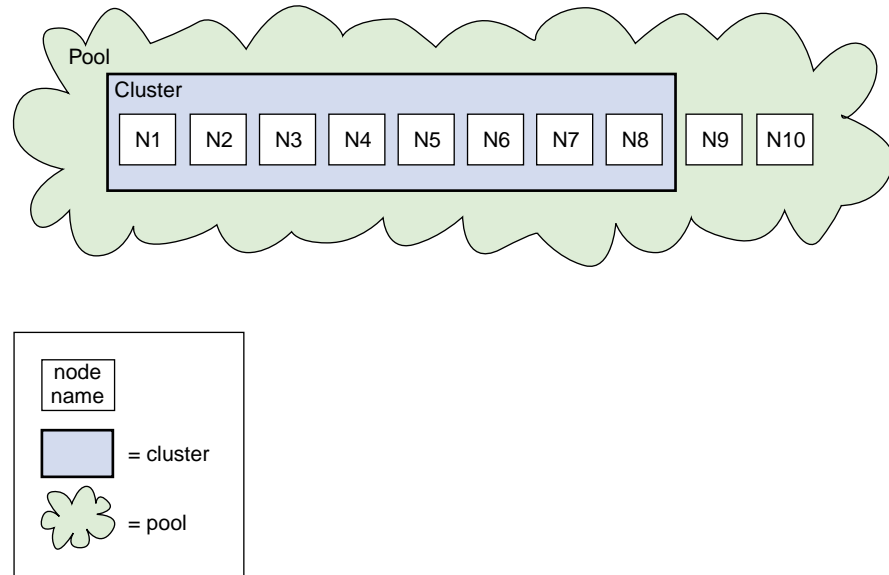 Pool
Cluster
N1 N2 N3 N4 N5 N6 N7 N8 N9 N10
node
name
= cluster
= pool